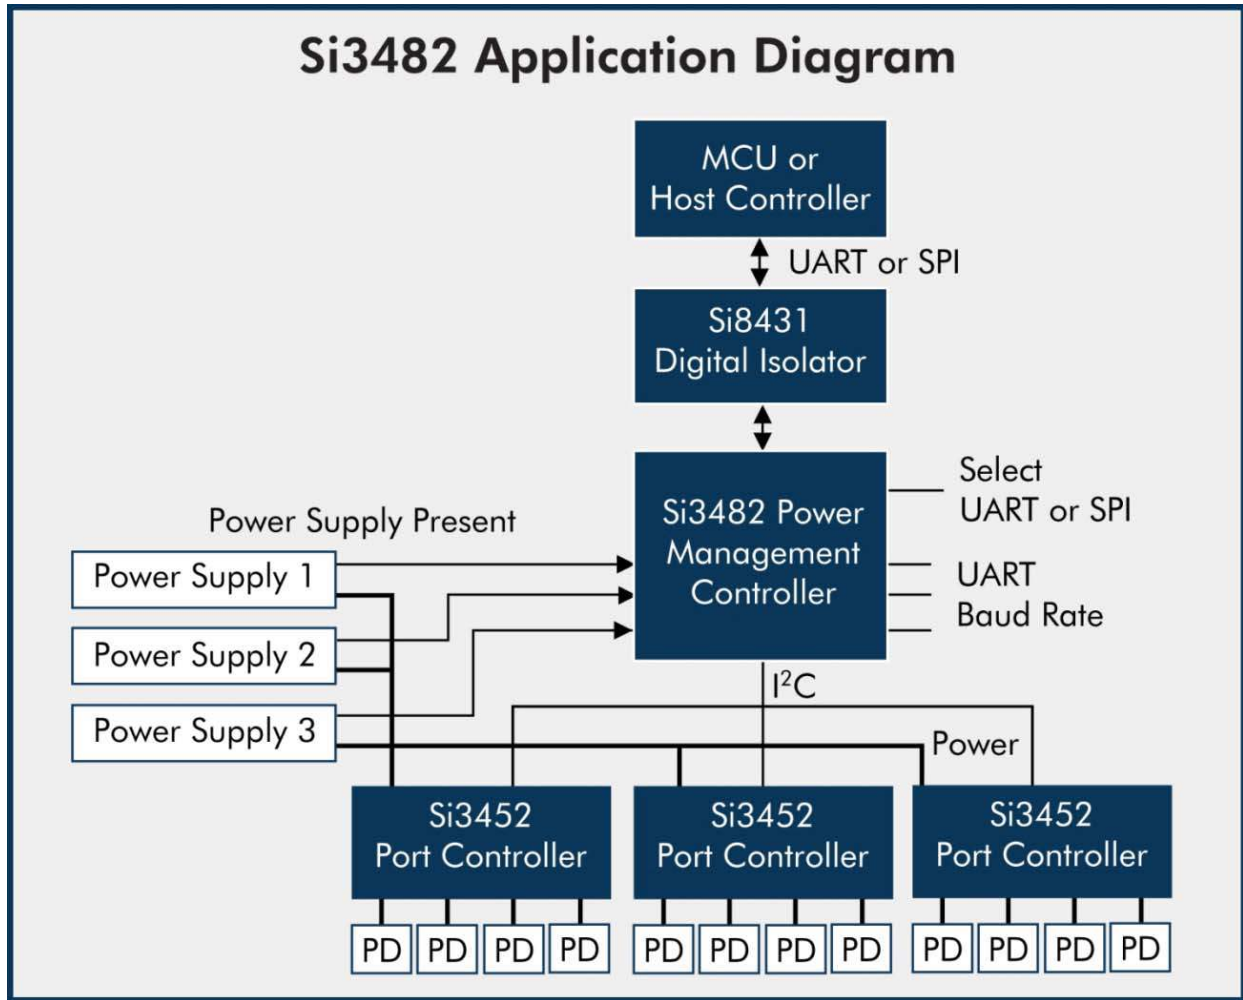 Si3482 Application Diagram
MCU or
Host Controller
UART or SPI
Si8431
Digital Isolator
Select
UART or SPI
Si3482 Power
Management
Controller
Power Supply Present
Power Supply 1
UART
Baud Rate
Power Supply 2
I²C
Power Supply 3
Power
Si3452
Port Controller
Si3452
Port Controller
Si3452
Port Controller
PD PD PD PD PD PD PD PD PD PD PD PD